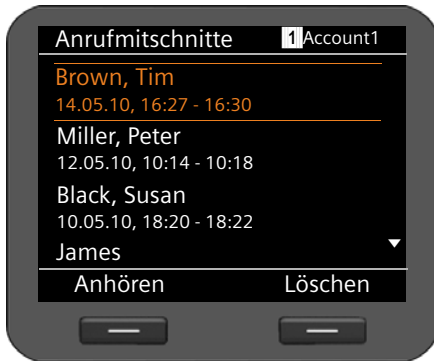 Anrufmitschnitte 1 Account1
Brown, Tim
14.05.10, 16:27 - 16:30
Miller, Peter
12.05.10, 10:14 - 10:18
Black, Susan
10.05.10, 18:20 - 18:22
James
Anhören Löschen